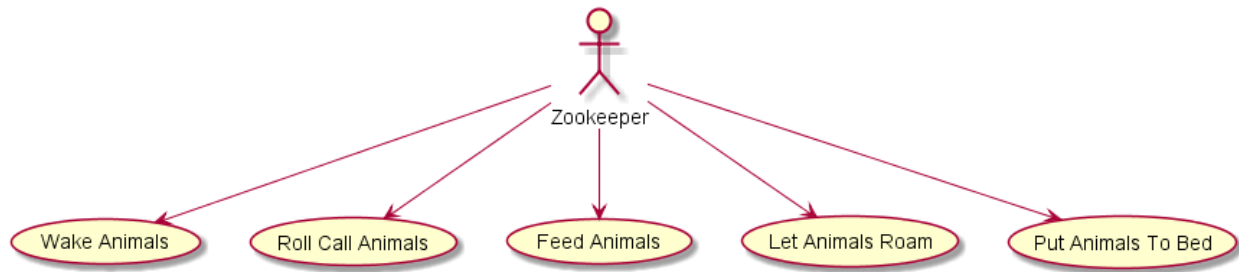 Zookeeper
Wake Animals
Roll Call Animals
Feed Animals
Let Animals Roam
Put Animals To Bed